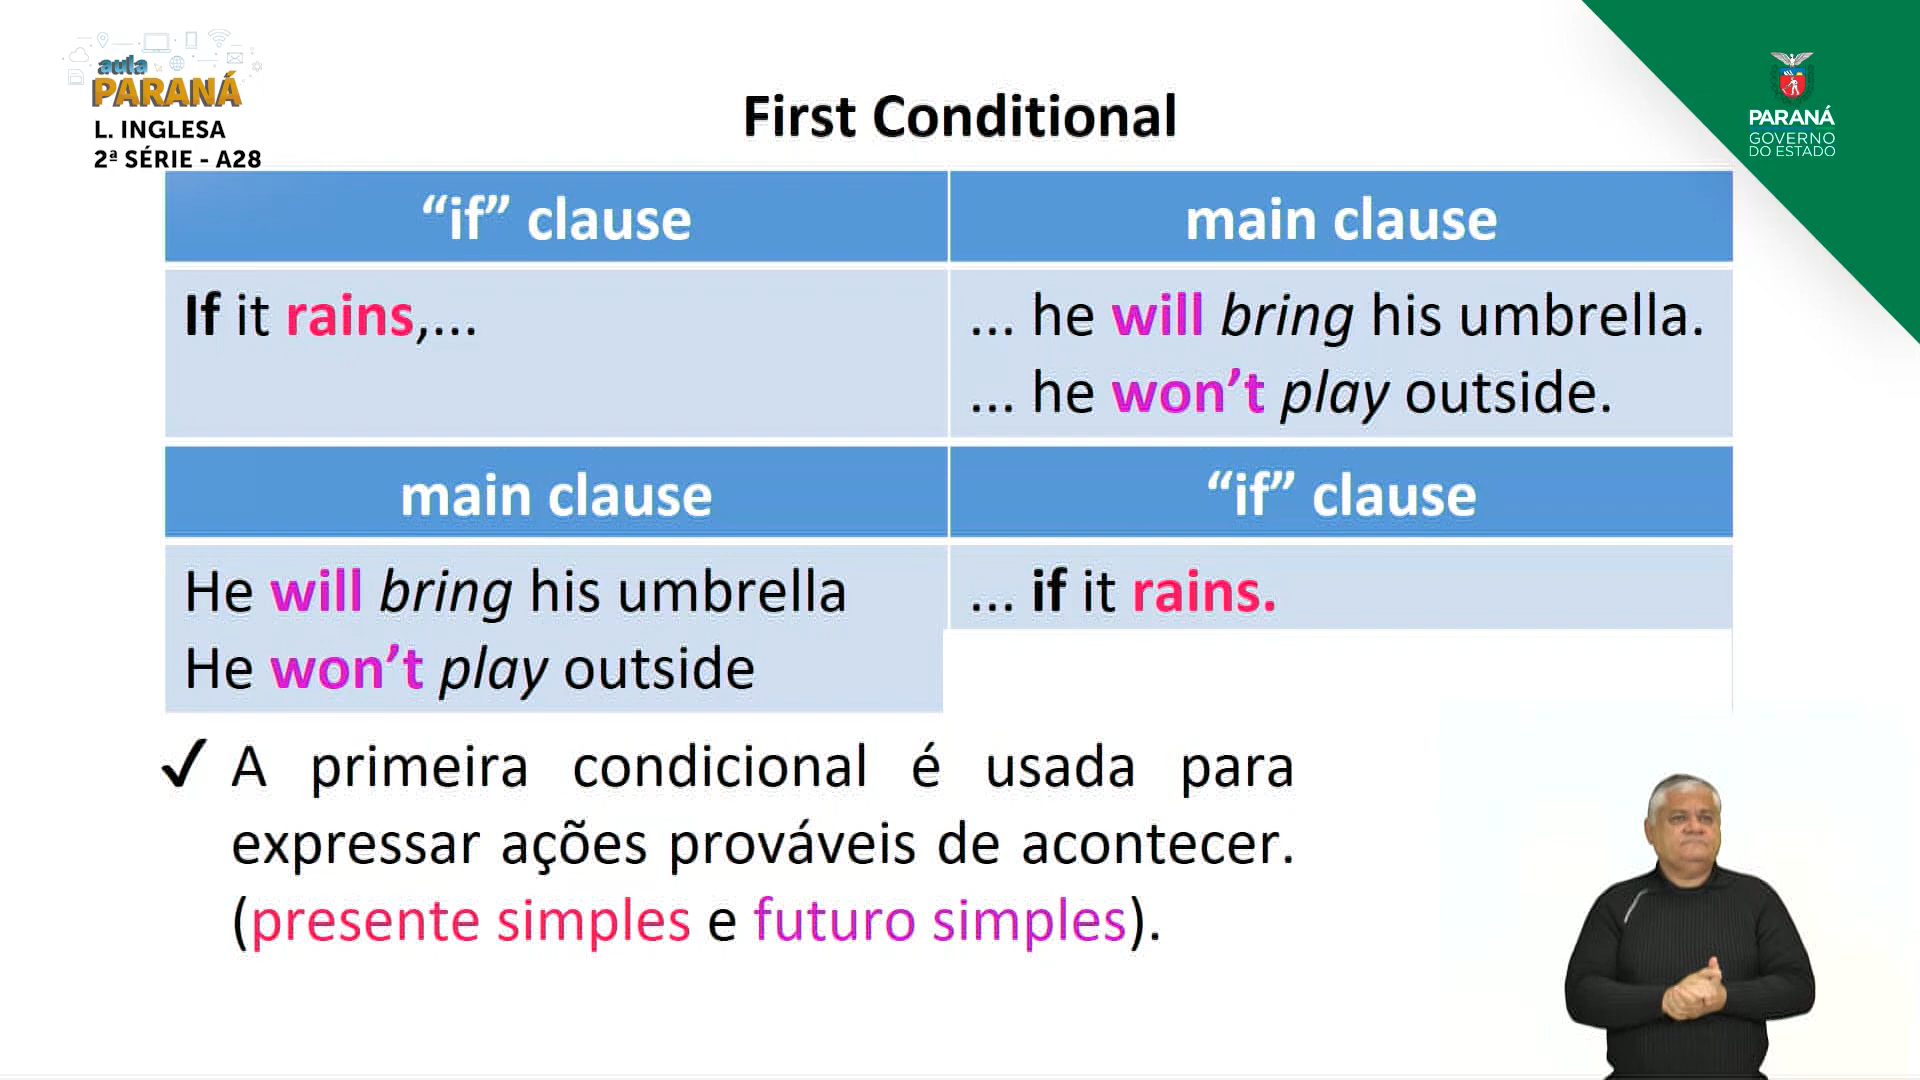 aula
PARANÁ
L. INGLESA
2ª SÉRIE - A28
PARANÁ
GOVERNO
DO ESTADO
First Conditional
“if” clause
main clause
If it rains,...
... he will bring his umbrella.
... he won’t play outside.
main clause
“if” clause
He will bring his umbrella
He won’t play outside
... if it rains.
✓ A primeira condicional é usada para
expressar ações prováveis de acontecer.
(presente simples e futuro simples).